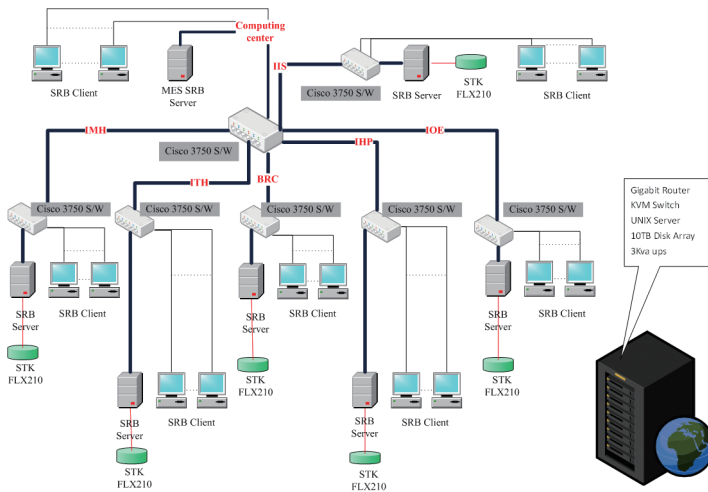 Computing
center
SRB Client
MES SRB
Server
IIS
Cisco 3750 S/W
SRB Server
STK
FLX210
SRB Client
Cisco 3750 S/W
IMH
ITH
BRC
IHP
IOE
Cisco 3750 S/W
Cisco 3750 S/W
Cisco 3750 S/W
Cisco 3750 S/W
Cisco 3750 S/W
SRB
Server
SRB Client
STK
FLX210
SRB
Server
SRB Client
STK
FLX210
SRB
Server
SRB Client
STK
FLX210
SRB
Server
SRB Client
STK
FLX210
SRB
Server
SRB Client
STK
FLX210
Gigabit Router
KVM Switch
UNIX Server
10TB Disk Array
3Kva ups